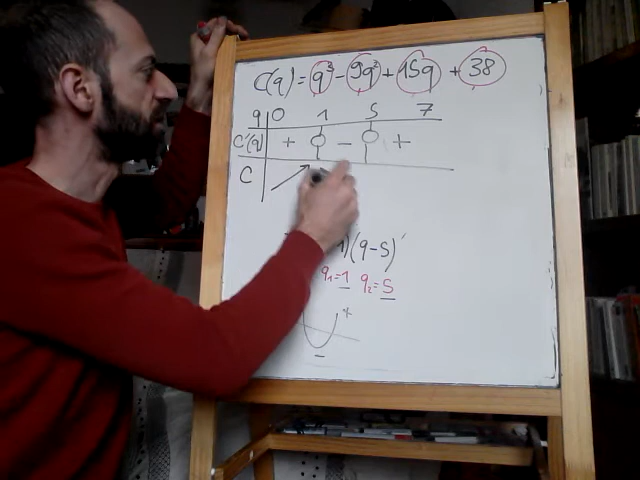 C(q) = q³ - 9q² + 15q + 38
q 0 1 5 7
C'(q) + 0 - 0 +
C
1)(q-5)
q₁=1 q₂=5
+
-